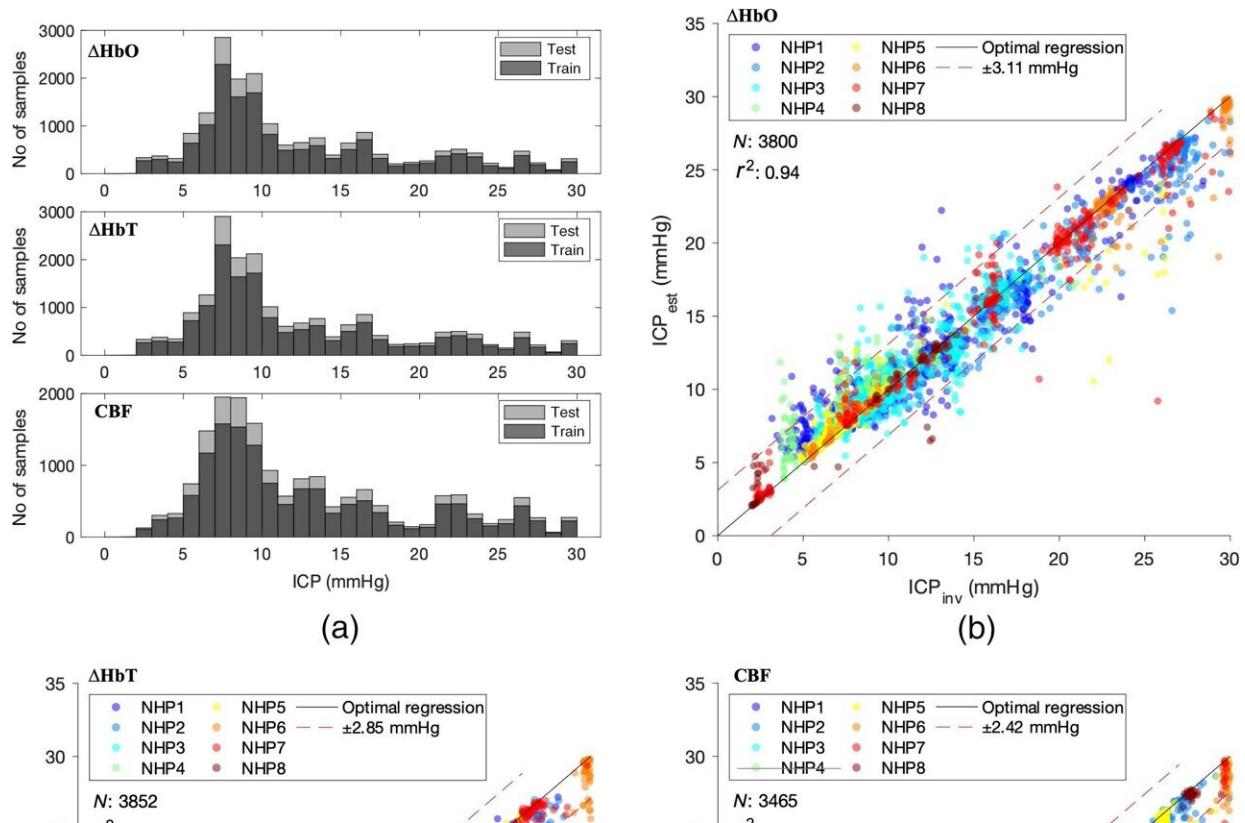 ΔHbO
Test
Train
No of samples
3000
2000
1000
0
0 5 10 15 20 25 30
ΔHbT
Test
Train
No of samples
3000
2000
1000
0
0 5 10 15 20 25 30
CBF
Test
Train
No of samples
2000
1000
0
0 5 10 15 20 25 30
ICP (mmHg)
(a)
ΔHbO
NHP1 NHP5 Optimal regression
NHP2 NHP6 ±3.11 mmHg
NHP3 NHP7
NHP4 NHP8
N: 3800
r²: 0.94
35
30
25
20
15
10
5
0
ICP_est (mmHg)
0 5 10 15 20 25 30
ICP_inv (mmHg)
(b)
ΔHbT
35
30
NHP1 NHP5 Optimal regression
NHP2 NHP6 ±2.85 mmHg
NHP3 NHP7
NHP4 NHP8
N: 3852
CBF
35
30
NHP1 NHP5 Optimal regression
NHP2 NHP6 ±2.42 mmHg
NHP3 NHP7
NHP4 NHP8
N: 3465